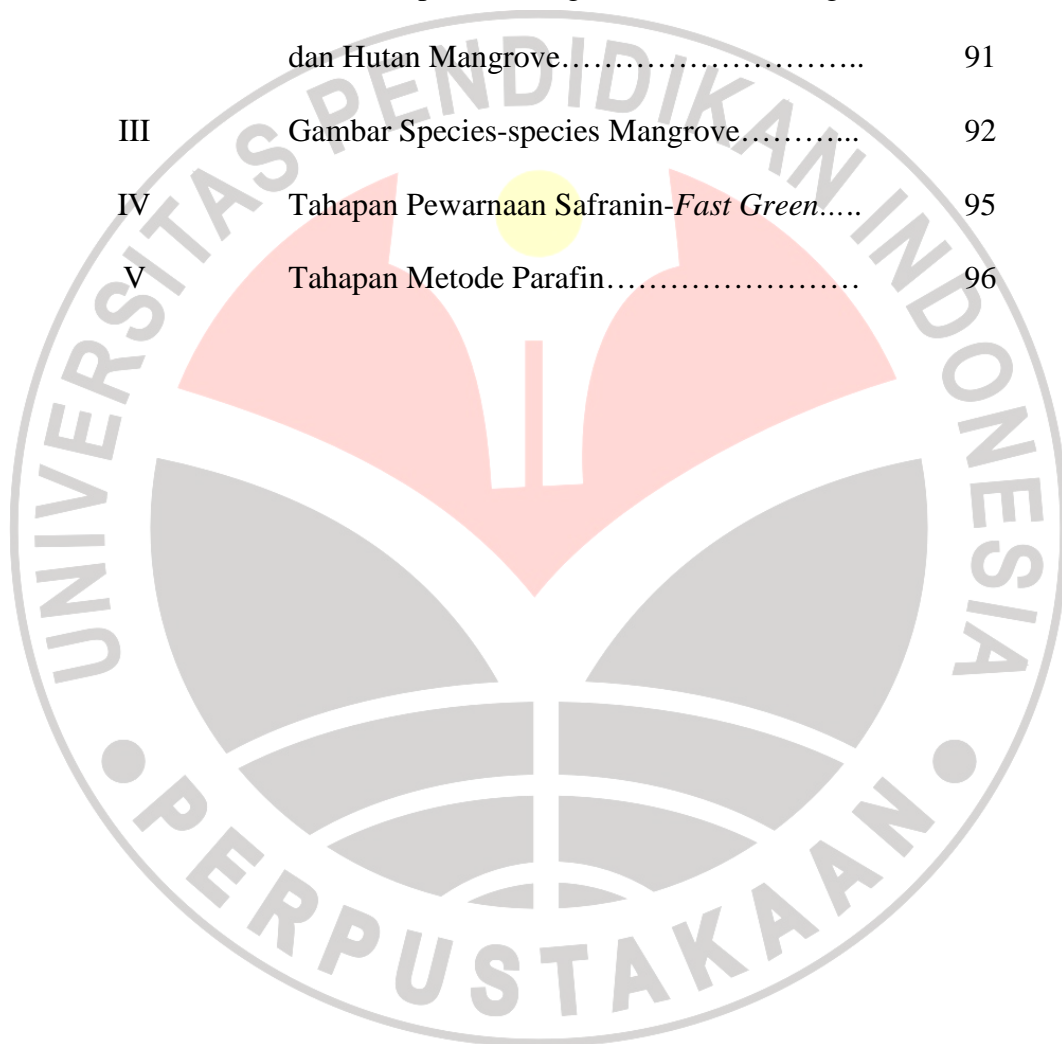 dan Hutan Mangrove……………………….. 91
III Gambar Species-species Mangrove………... 92
IV Tahapan Pewarnaan Safranin-Fast Green….. 95
V Tahapan Metode Parafin…………………… 96
UNIVERSITAS PENDIDIKAN INDONESIA
PERPUSTAKAAN